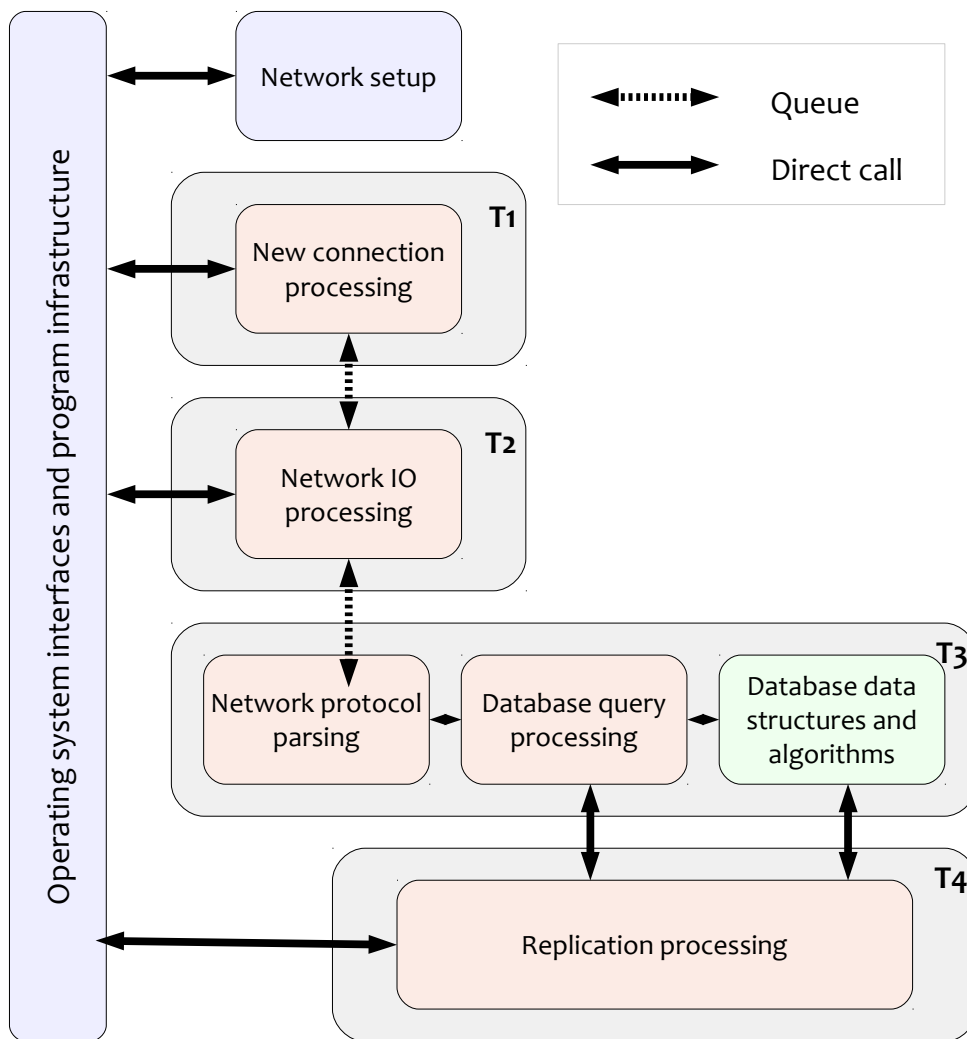 Operating system interfaces and program infrastructure
Network setup
Queue
Direct call
T1
New connection
processing
T2
Network IO
processing
T3
Network protocol
parsing
Database query
processing
Database data
structures and
algorithms
T4
Replication processing